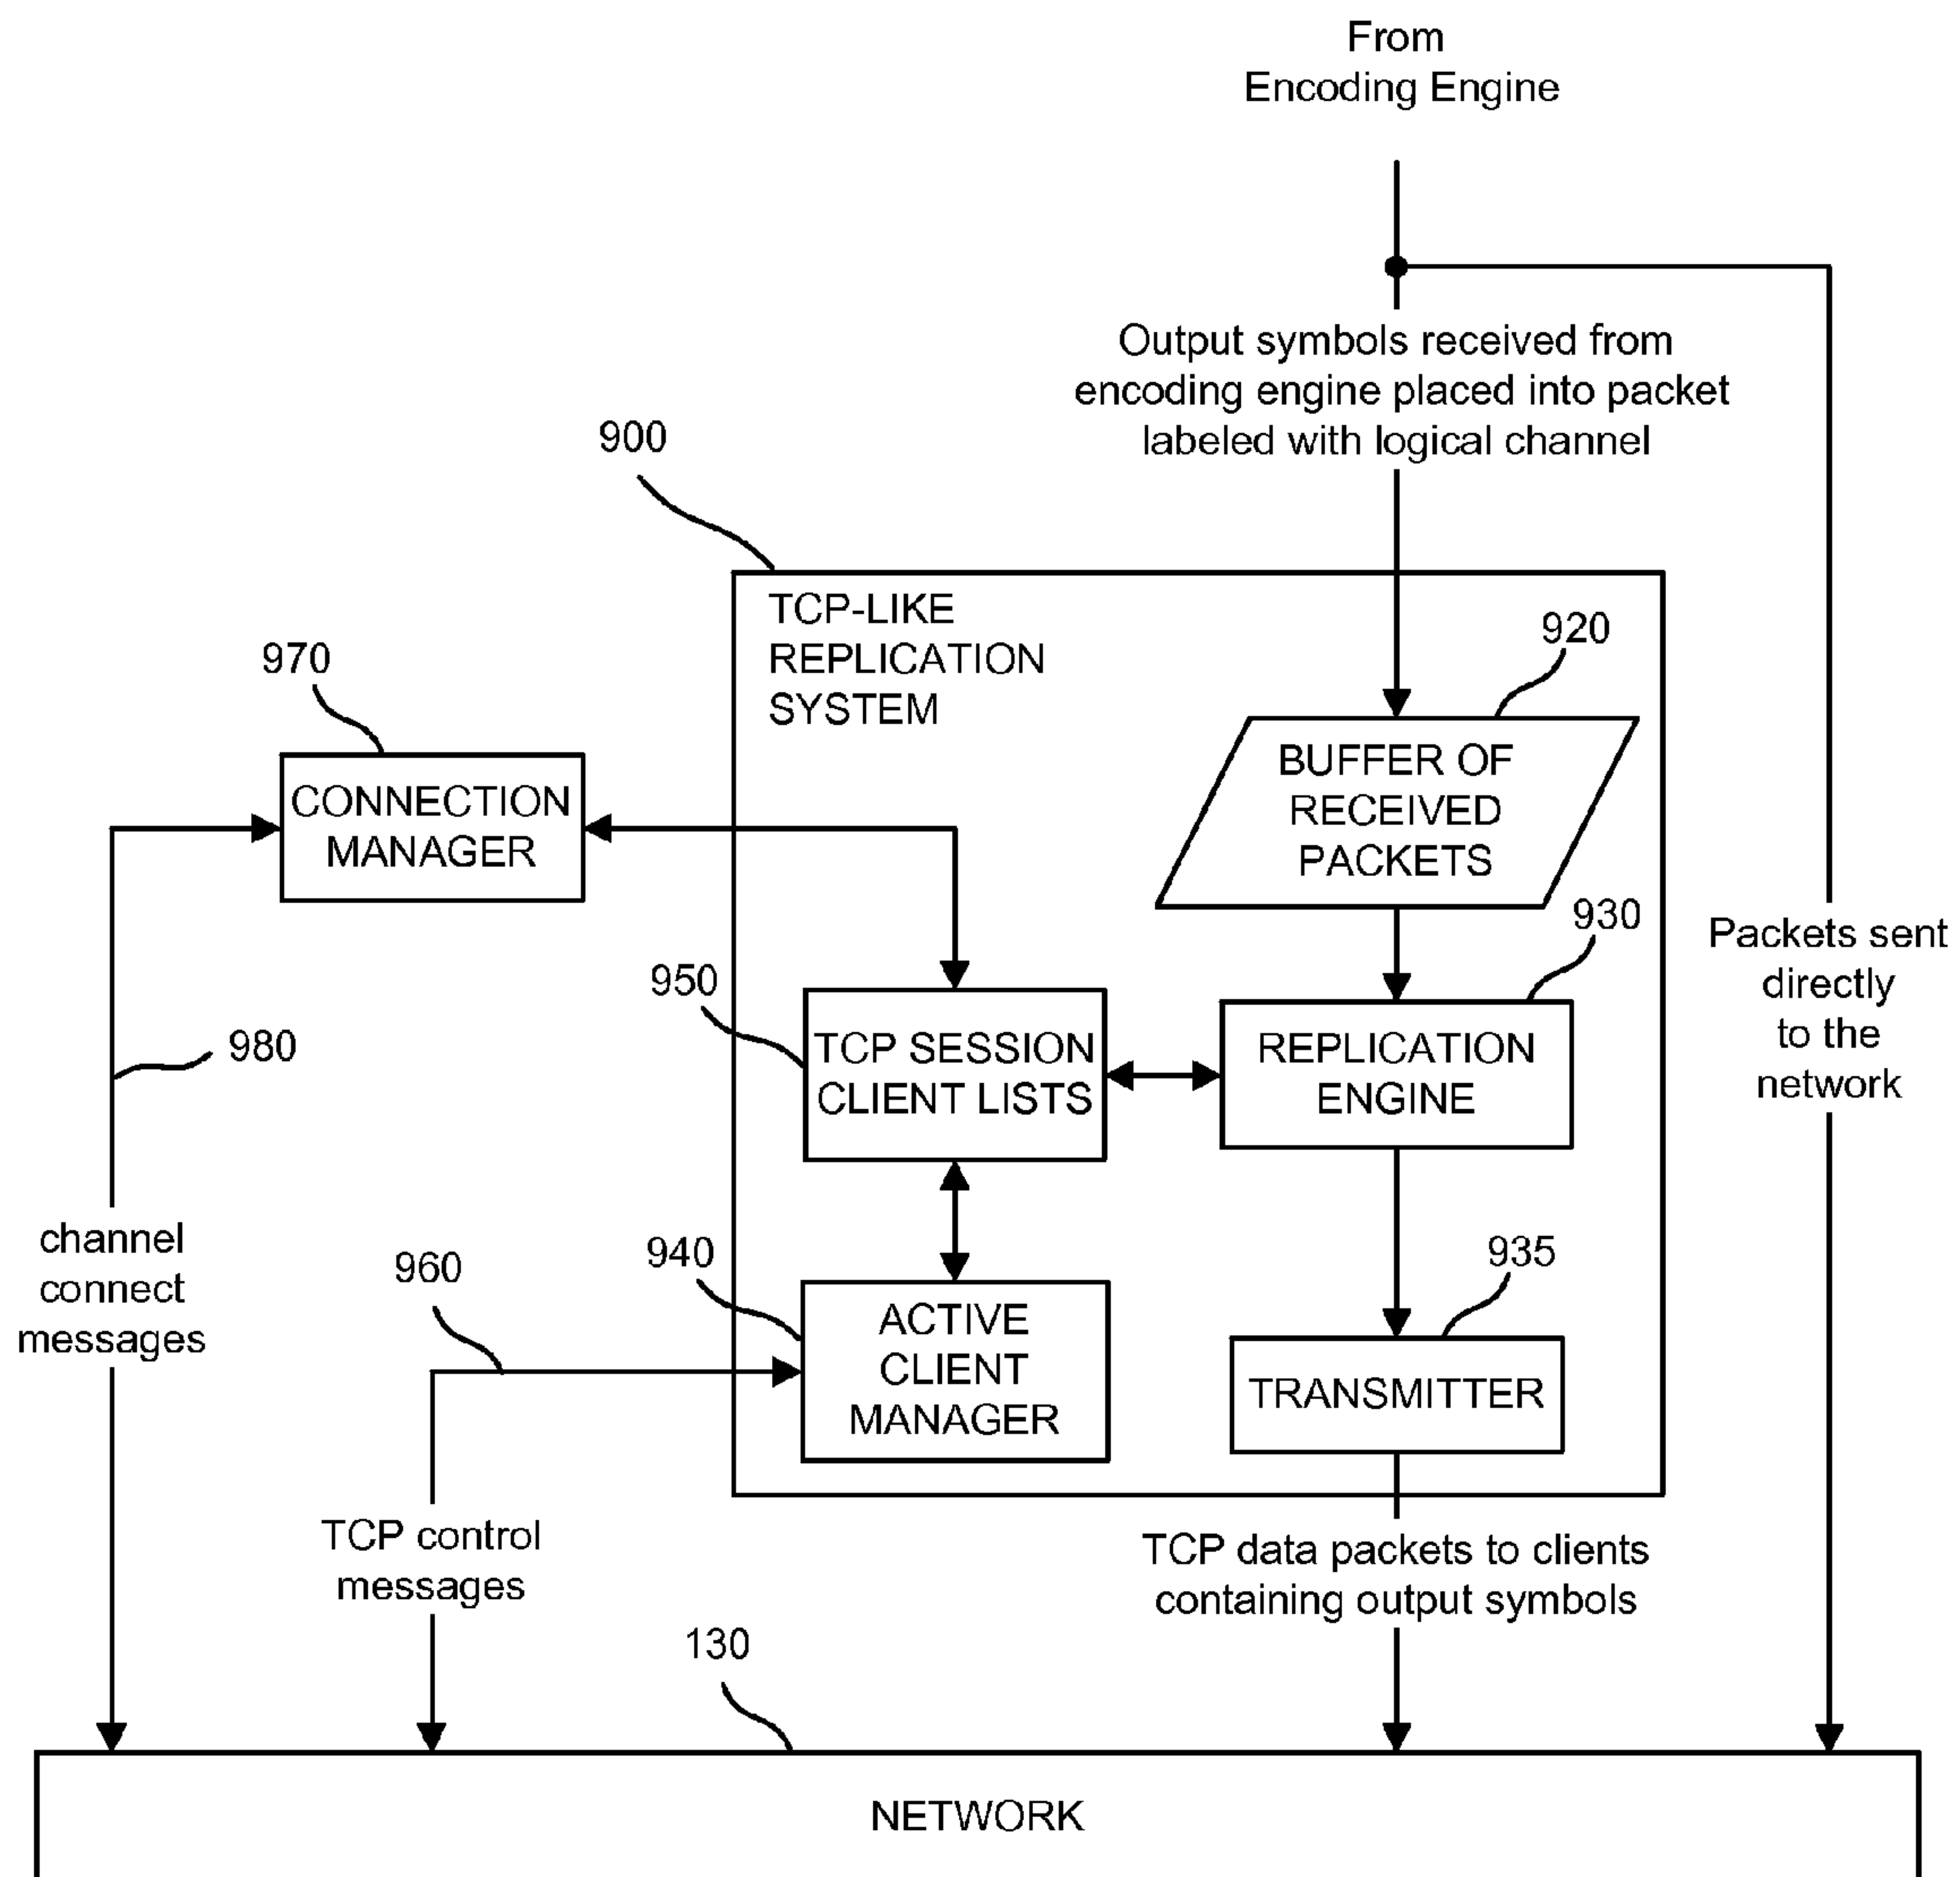 From
Encoding Engine
Output symbols received from
encoding engine placed into packet
labeled with logical channel
900
TCP-LIKE
REPLICATION
SYSTEM
920
970
BUFFER OF
RECEIVED
PACKETS
CONNECTION
MANAGER
930
Packets sent
directly
to the
network
950
980
TCP SESSION
CLIENT LISTS
REPLICATION
ENGINE
channel
connect
messages
960
940
935
ACTIVE
CLIENT
MANAGER
TRANSMITTER
TCP control
messages
TCP data packets to clients
containing output symbols
130
NETWORK